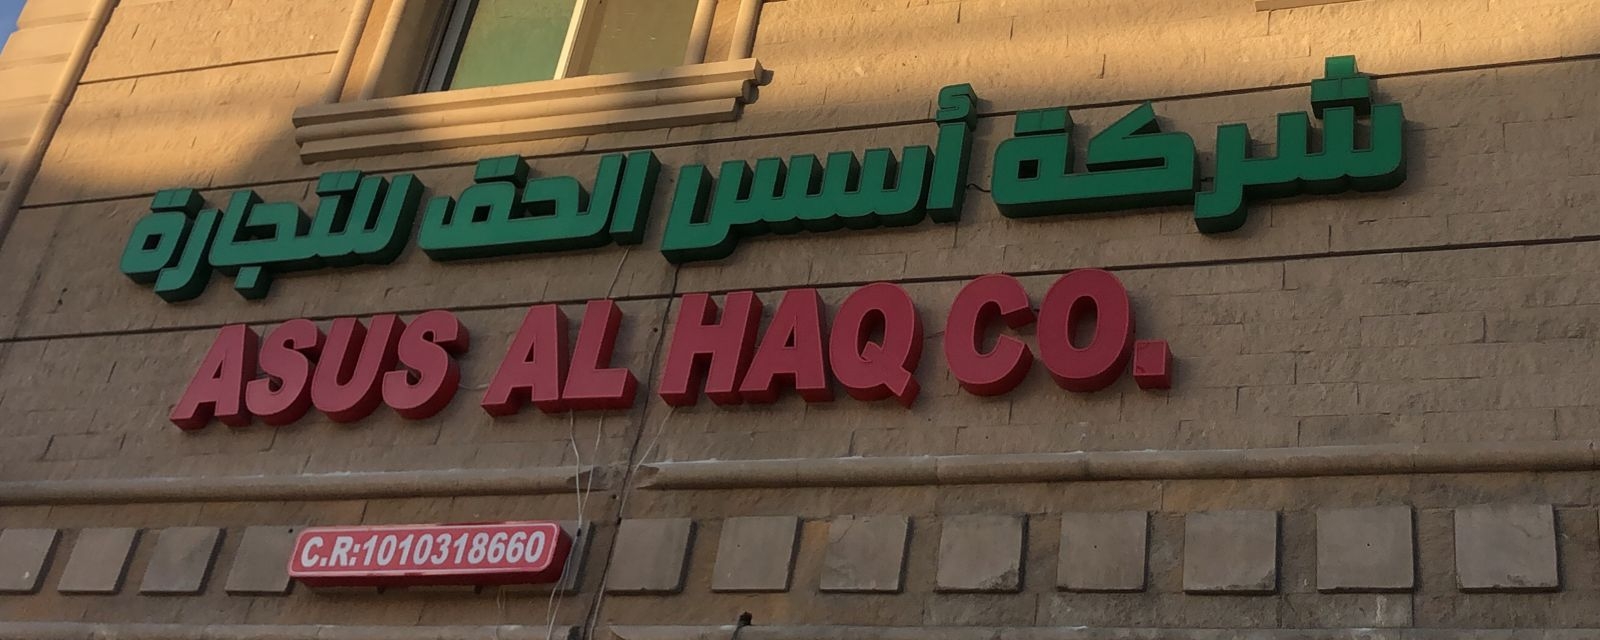 شركة أسس الحق للتجارة
ASUS AL HAQ CO.
C.R:1010318660